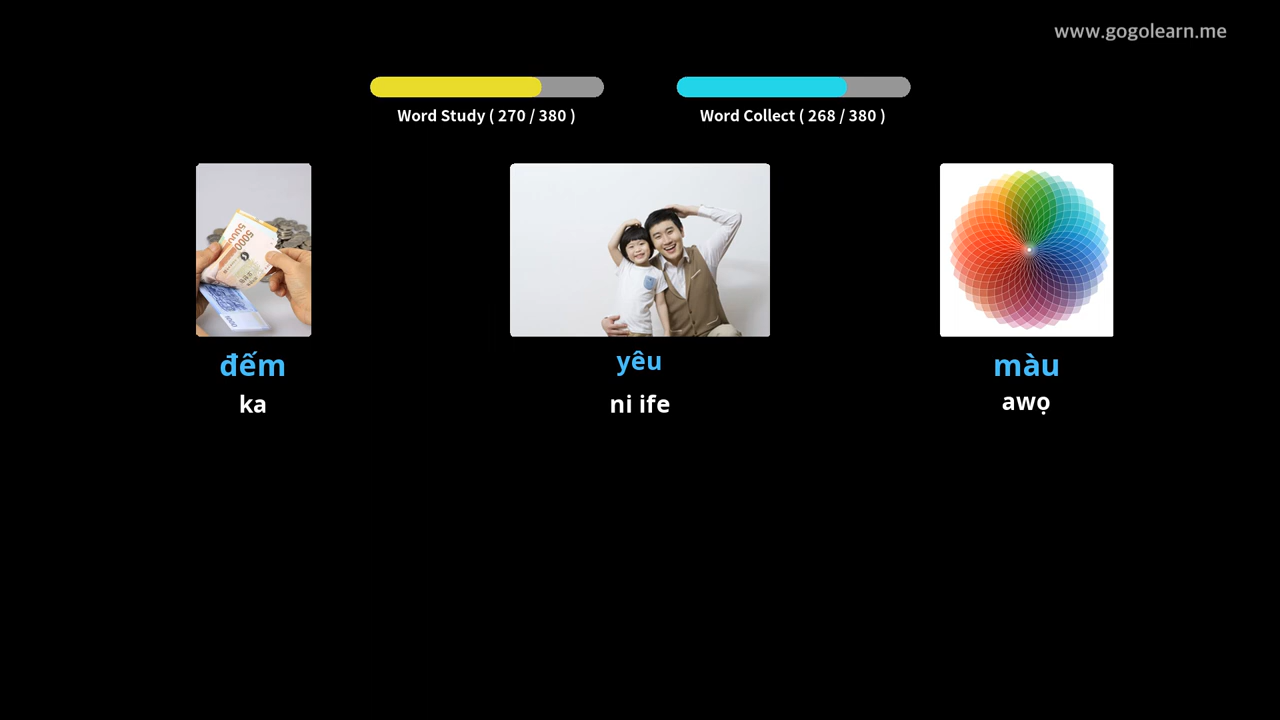 www.gogolearn.me
Word Study ( 270 / 380 )
Word Collect ( 268 / 380 )
đếm
ka
yêu
ni ife
màu
awọ